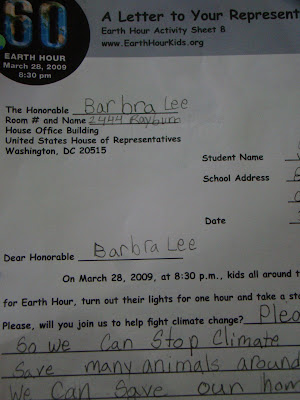 60
A Letter to Your Represent
EARTH HOUR
Earth Hour Activity Sheet B
March 28, 2009
www.EarthHourKids.org
8:30 pm
The Honorable Barbra Lee
Room # and Name 2444 Rayburn
House Office Building
United States House of Representatives
Washington, DC 20515
Student Name
School Address
Date
Dear Honorable Barbra Lee
On March 28, 2009, at 8:30 p.m., kids all around t
for Earth Hour, turn out their lights for one hour and take a sta
Please, will you join us to help fight climate change? Plea
So we can Stop Climate
save many animals around
We Can Save our hom